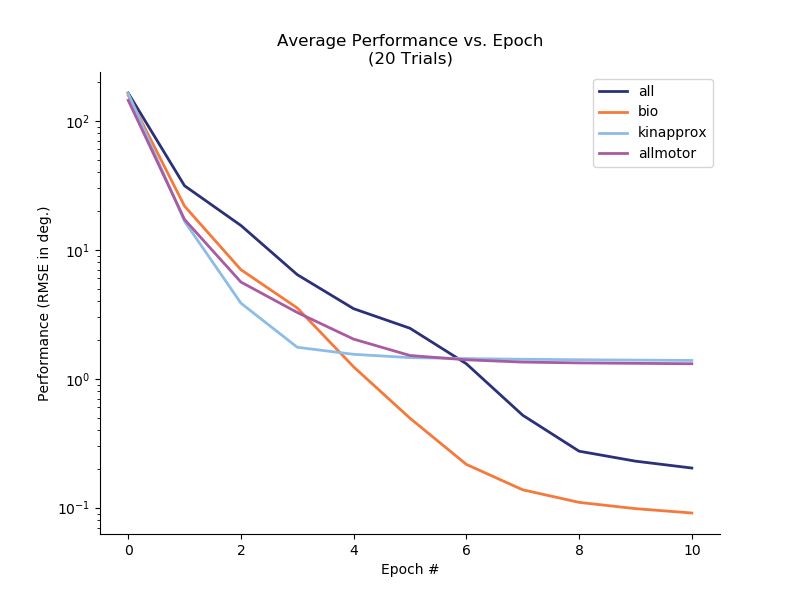 Average Performance vs. Epoch
(20 Trials)
all
bio
kinapprox
allmotor
Performance (RMSE in deg.)
10²
10¹
10⁰
10⁻¹
0 2 4 6 8 10
Epoch #